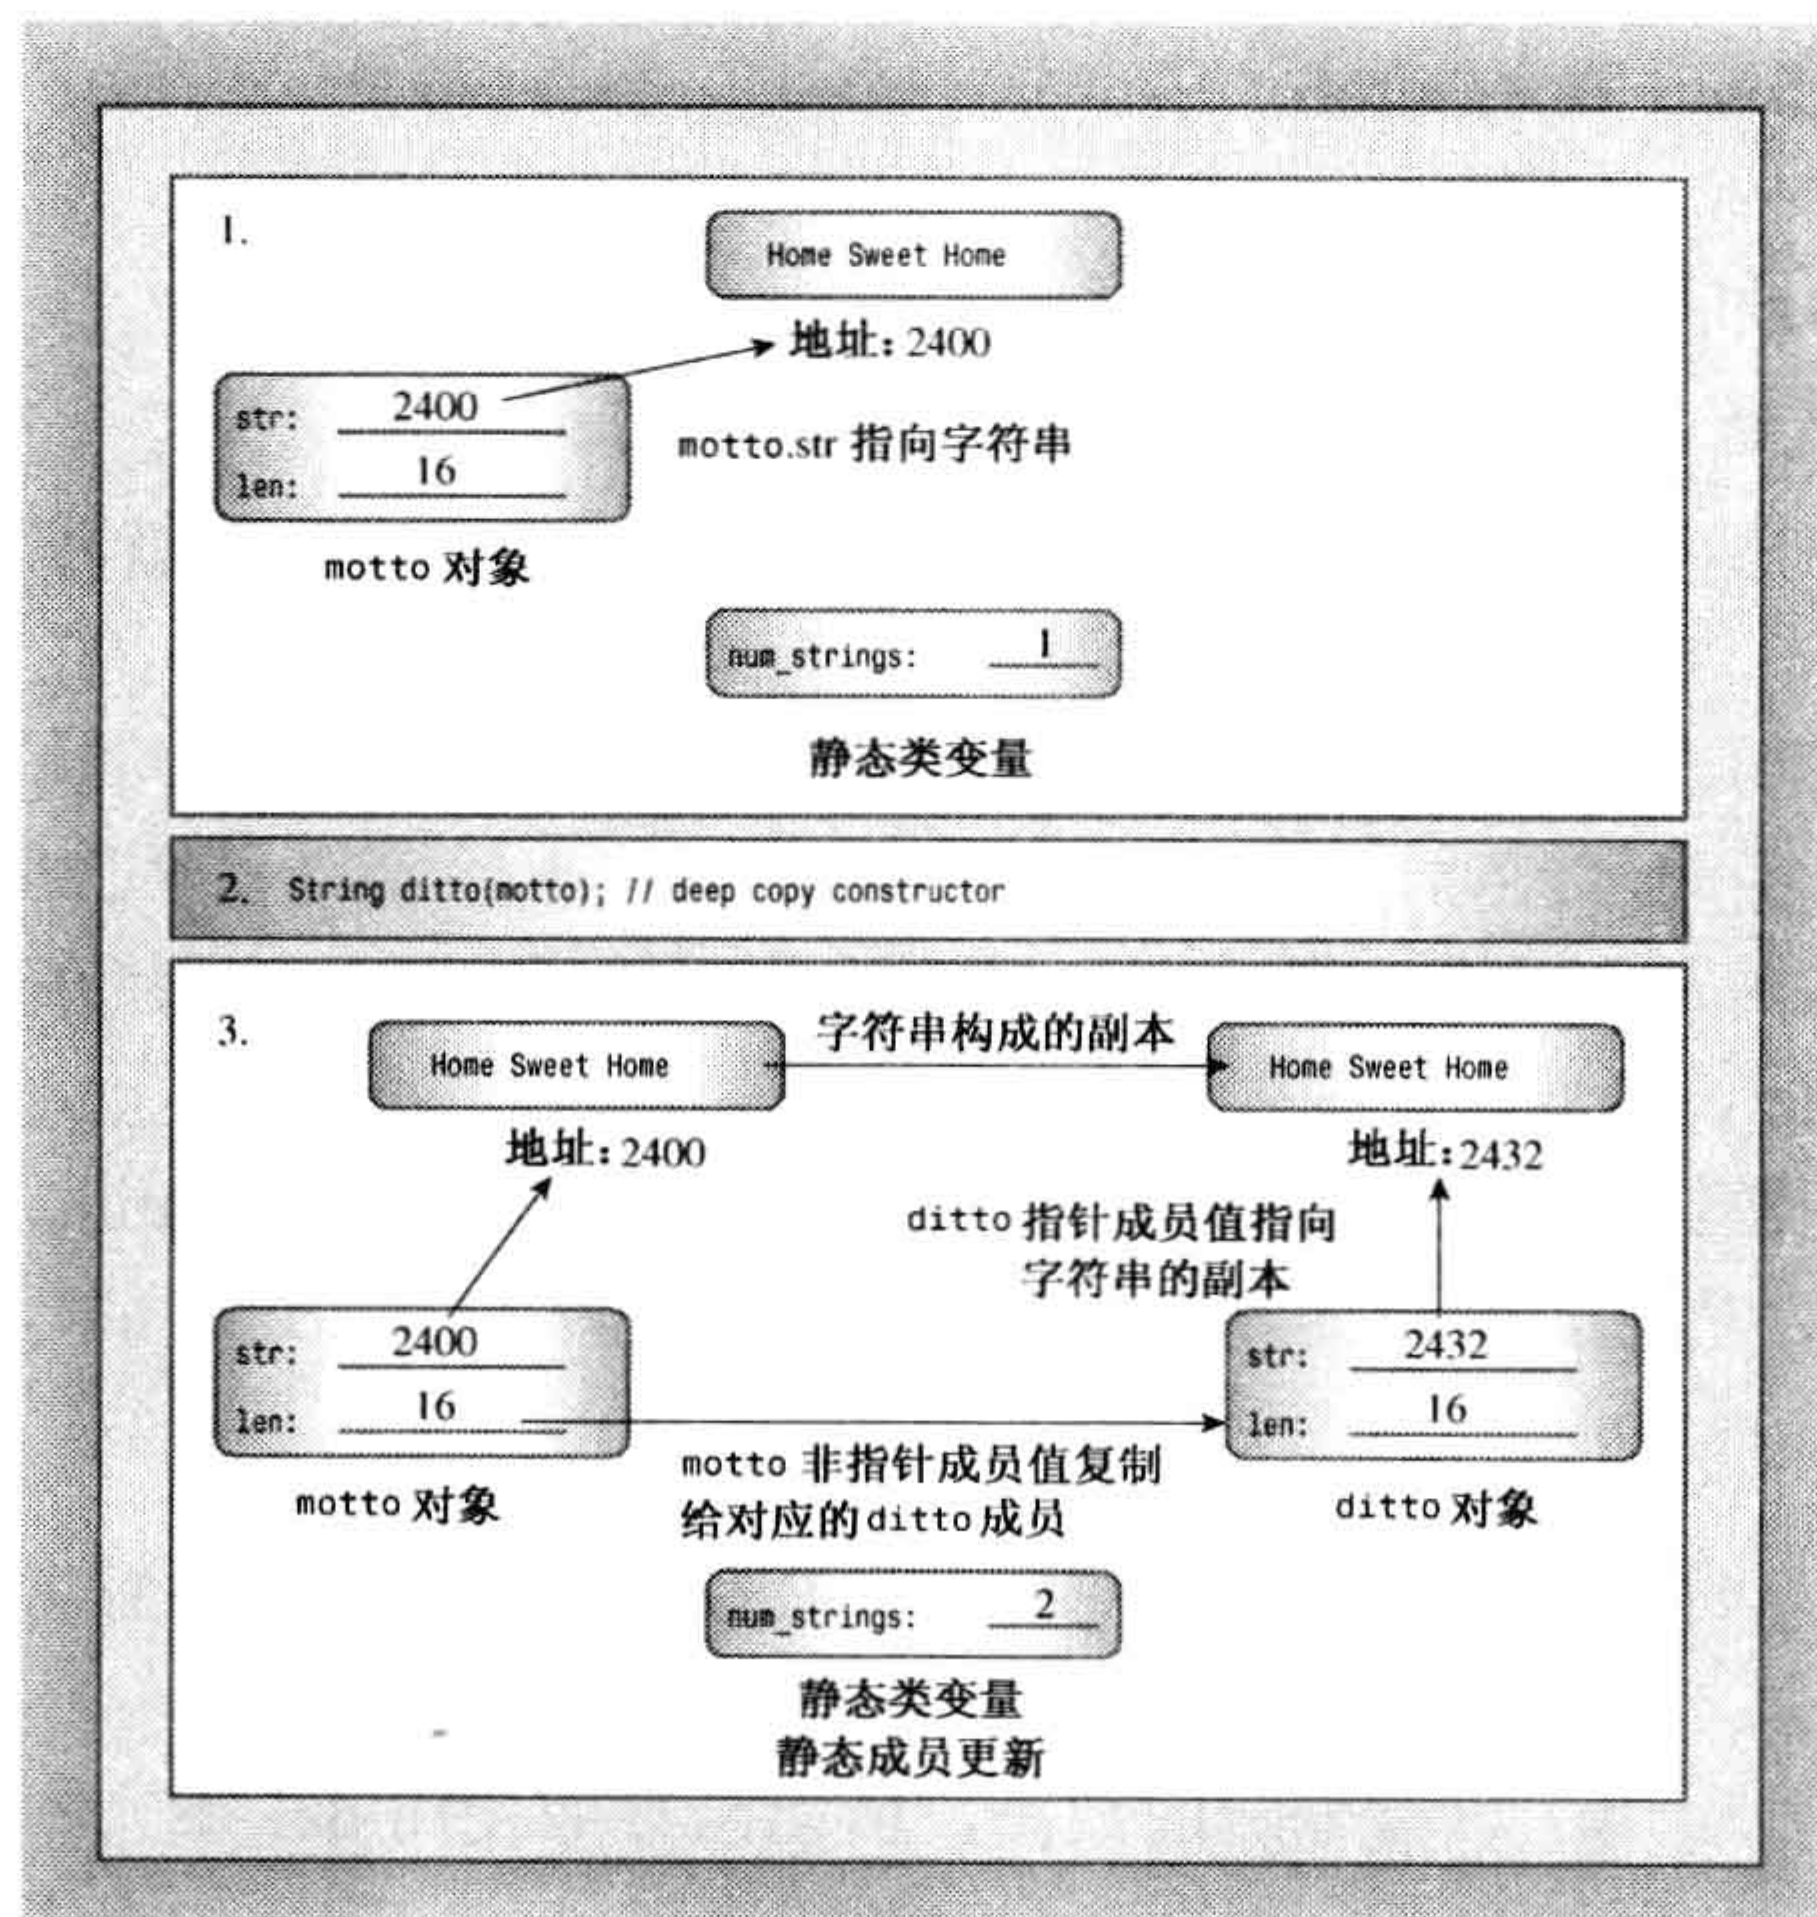 1.
Home Sweet Home
地址：2400
str: 2400
len: 16
motto.str 指向字符串
motto 对象
num_strings: 1
静态类变量
2. String ditto(motto); // deep copy constructor
3.
Home Sweet Home
字符串构成的副本
Home Sweet Home
地址：2400
地址：2432
ditto 指针成员值指向
字符串的副本
str: 2400
len: 16
str: 2432
len: 16
motto 对象
motto 非指针成员值复制
给对应的ditto成员
ditto 对象
num_strings: 2
静态类变量
静态成员更新